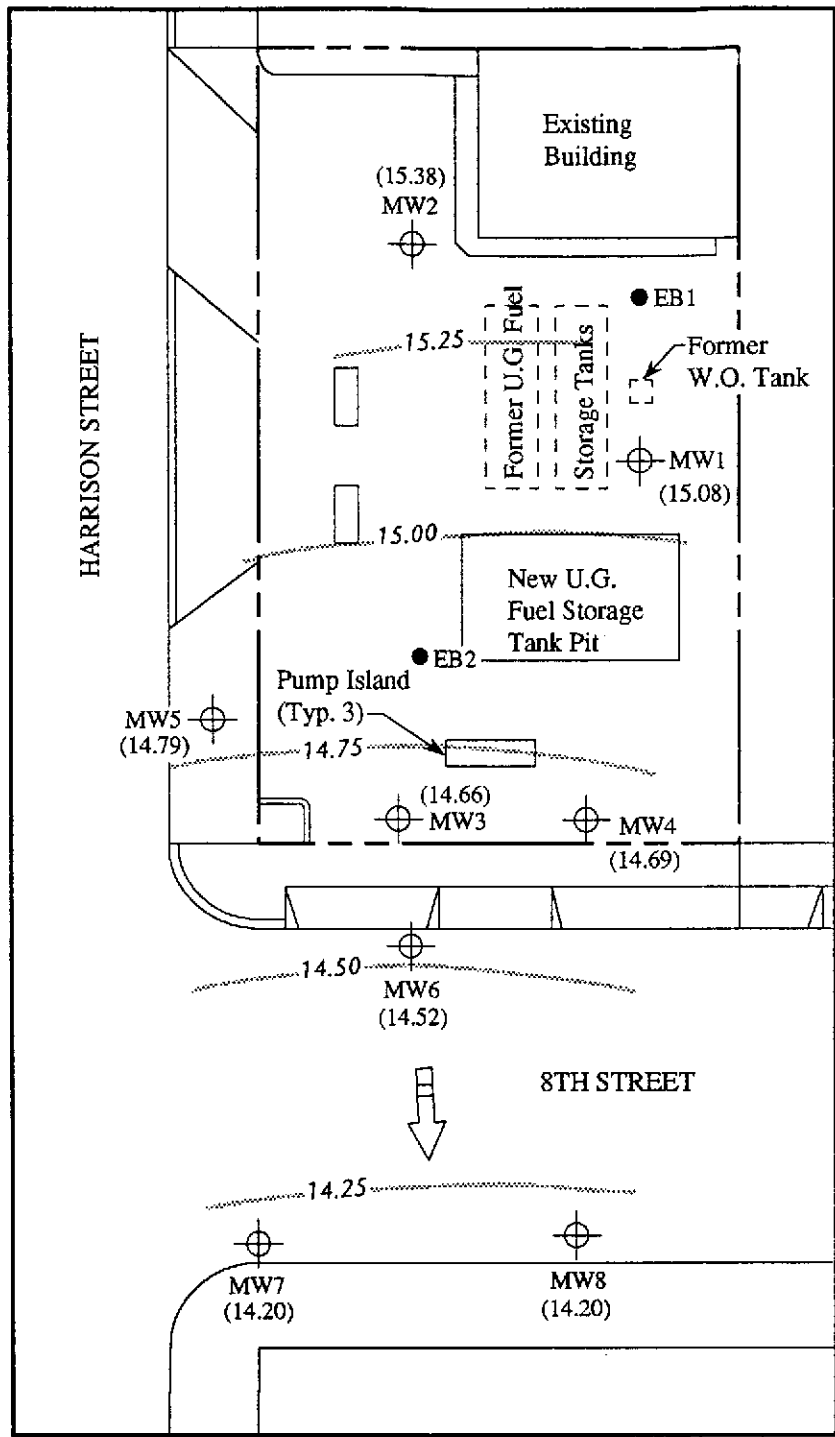 Existing
Building
(15.38)
MW2
EB1
Former U.G. Fuel
Storage Tanks
15.25
Former
W.O. Tank
HARRISON STREET
MW1
(15.08)
15.00
New U.G.
Fuel Storage
Tank Pit
EB2
Pump Island
(Typ. 3)
MW5
(14.79)
14.75
(14.66)
MW3
MW4
(14.69)
14.50
MW6
(14.52)
8TH STREET
14.25
MW7
(14.20)
MW8
(14.20)